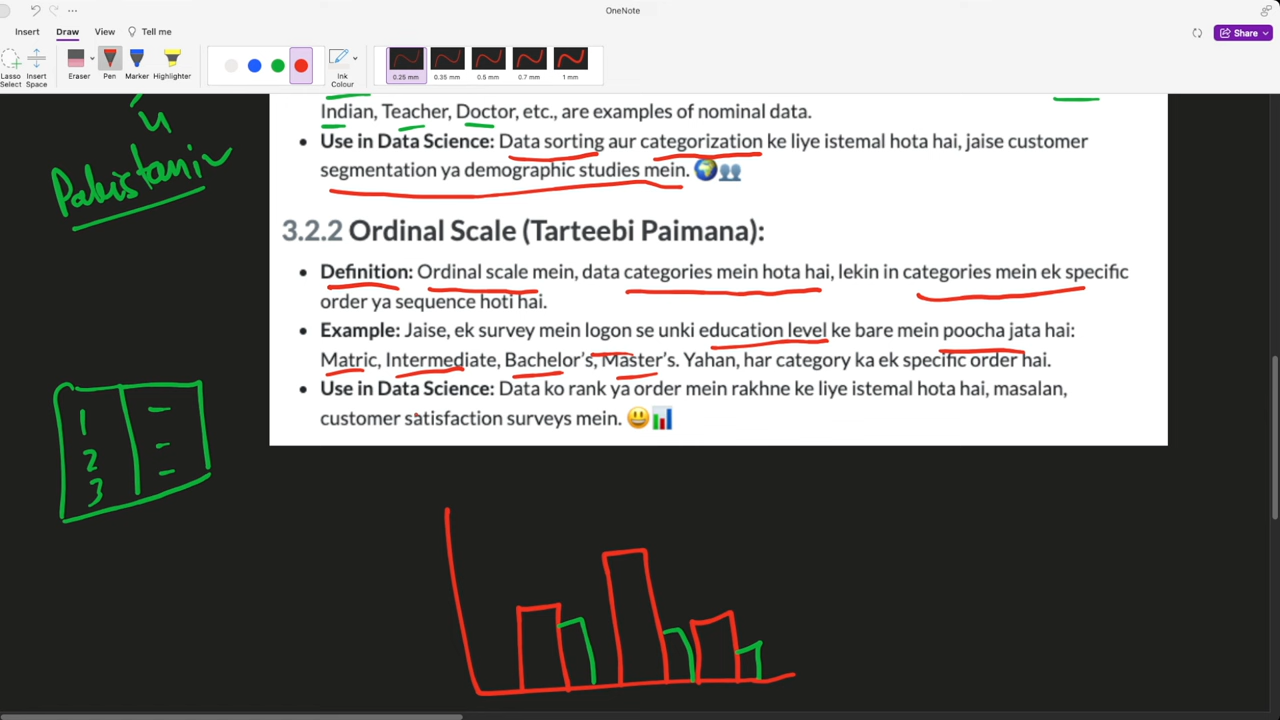 OneNote
Insert
Draw
View
Tell me
Share
Lasso Select
Insert Space
Eraser
Pen
Marker
Highlighter
Ink Colour
0.25 mm
0.35 mm
0.5 mm
0.7 mm
1 mm
Indian, Teacher, Doctor, etc., are examples of nominal data.
• Use in Data Science: Data sorting aur categorization ke liye istemal hota hai, jaise customer
segmentation ya demographic studies mein. 🌍👥
3.2.2 Ordinal Scale (Tarteebi Paimana):
• Definition: Ordinal scale mein, data categories mein hota hai, lekin in categories mein ek specific
order ya sequence hoti hai.
• Example: Jaise, ek survey mein logon se unki education level ke bare mein poocha jata hai:
Matric, Intermediate, Bachelor's, Master's. Yahan, har category ka ek specific order hai.
• Use in Data Science: Data ko rank ya order mein rakhne ke liye istemal hota hai, masalan,
customer satisfaction surveys mein. 😃📊
Pakistani
1
2
3